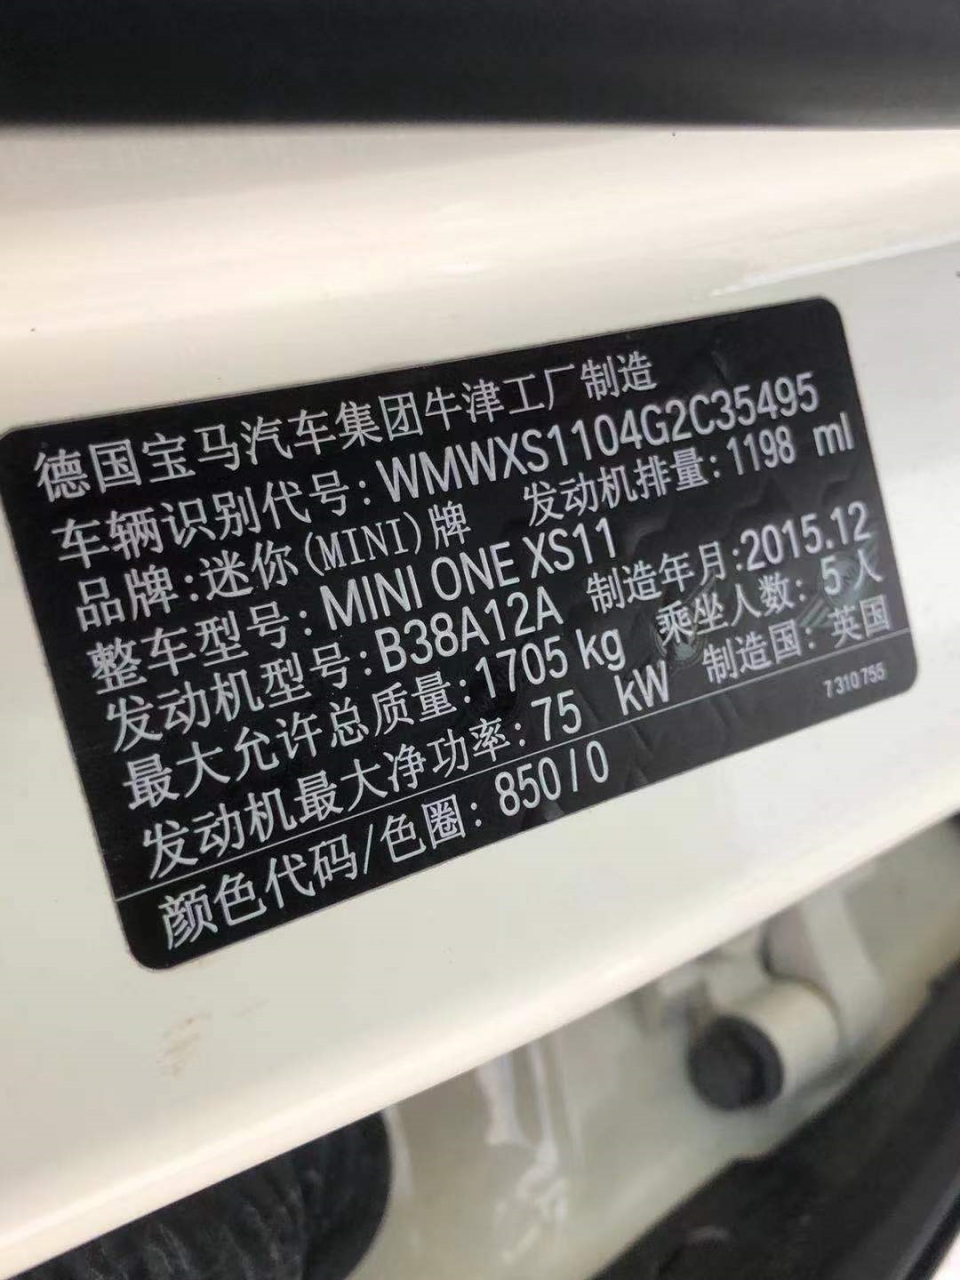 德国宝马汽车集团牛津工厂制造
车辆识别代号:WMWXS1104G2C35495
品牌:迷你(MINI)牌 发动机排量:1198 ml
整车型号:MINI ONE XS11 制造年月:2015.12
发动机型号:B38A12A 乘坐人数:5人
最大允许总质量:1705 kg 制造国:英国
发动机最大净功率:75 kW
7 310 755
颜色代码/色圈:850/0